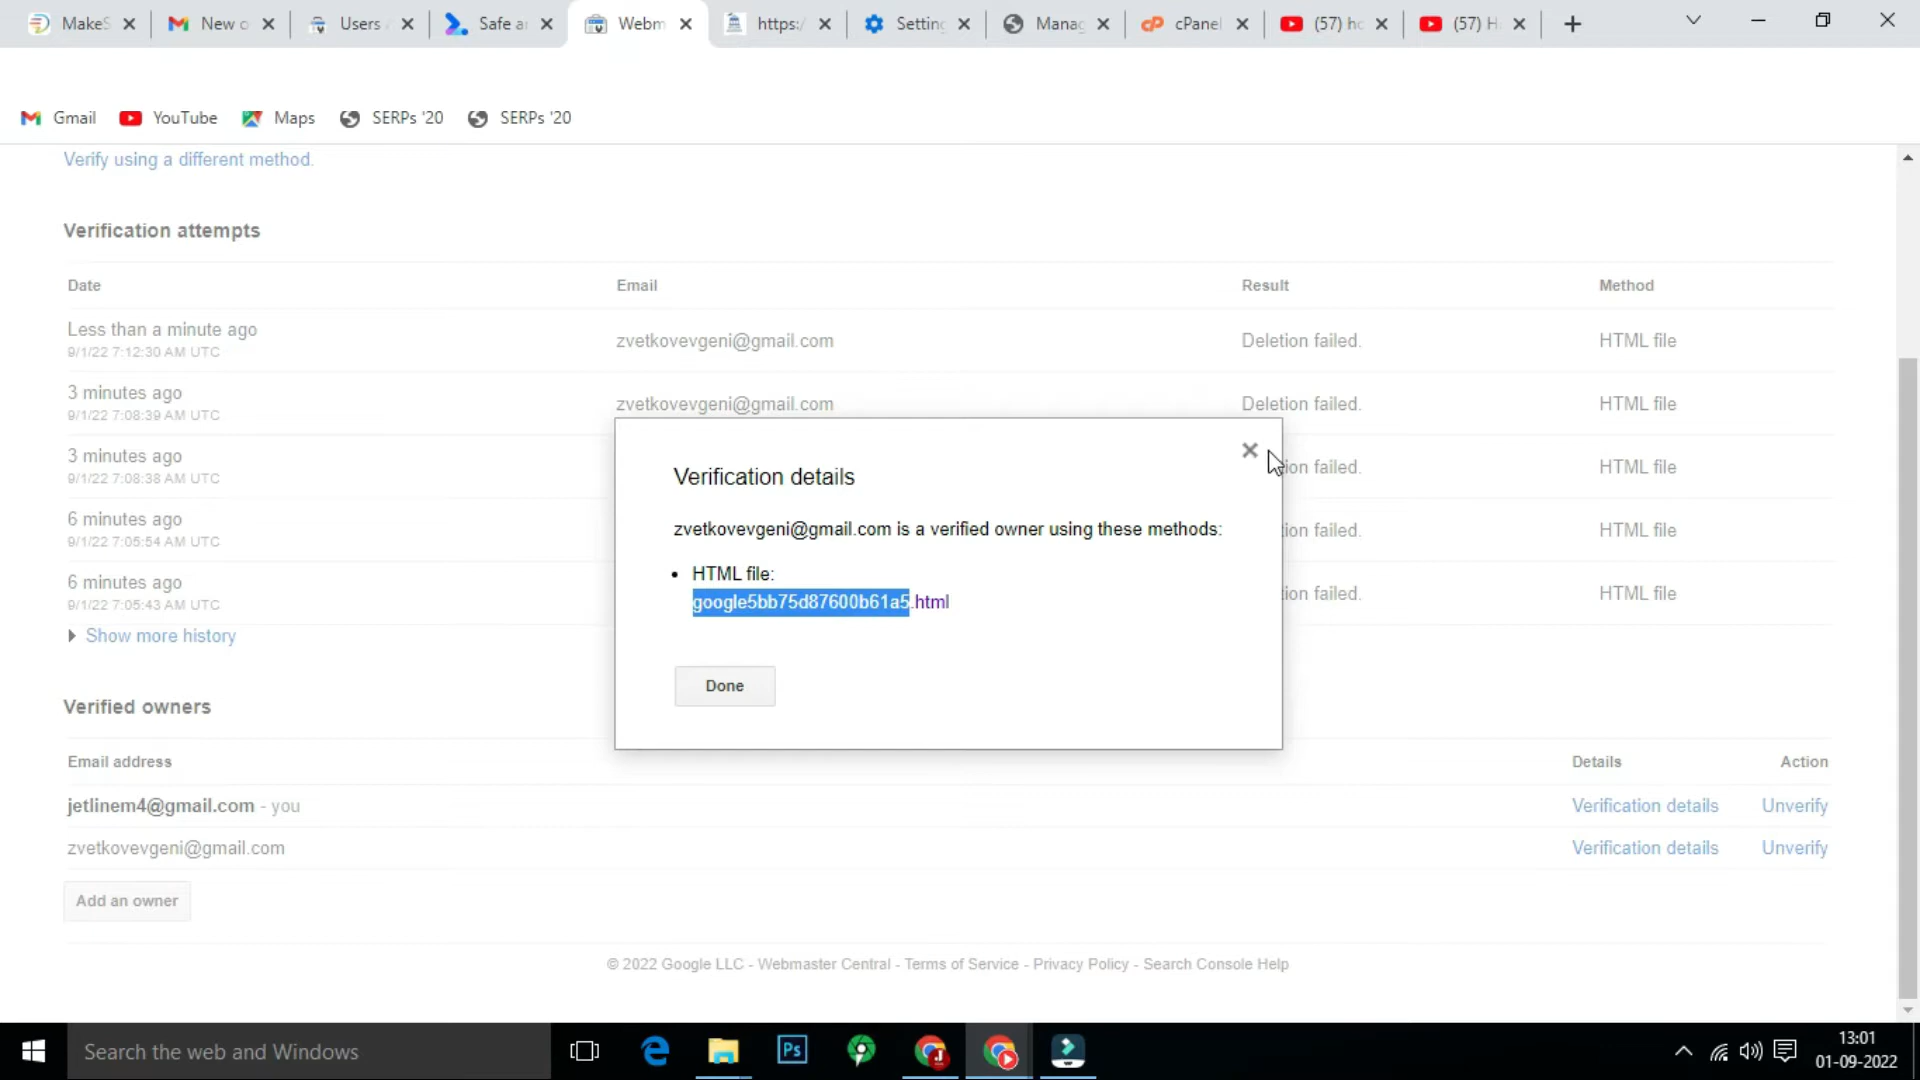 MakeS
New o
Users
Safe a
Webm
https:/
Setting
Manag
cPanel
(57) ho
(57) H
Gmail
YouTube
Maps
SERPs '20
SERPs '20
Verify using a different method.
Verification attempts
Date Email Result Method
Less than a minute ago
9/1/22 7:12:30 AM UTC
zvetkovevgeni@gmail.com Deletion failed. HTML file
3 minutes ago
9/1/22 7:08:39 AM UTC
zvetkovevgeni@gmail.com Deletion failed. HTML file
3 minutes ago
9/1/22 7:08:38 AM UTC
ion failed. HTML file
6 minutes ago
9/1/22 7:05:54 AM UTC
ion failed. HTML file
6 minutes ago
9/1/22 7:05:43 AM UTC
ion failed. HTML file
Show more history
Verification details
zvetkovevgeni@gmail.com is a verified owner using these methods:
• HTML file:
google5bb75d87600b61a5.html
Done
Verified owners
Email address Details Action
jetlinem4@gmail.com - you Verification details Unverify
zvetkovevgeni@gmail.com Verification details Unverify
Add an owner
© 2022 Google LLC - Webmaster Central - Terms of Service - Privacy Policy - Search Console Help
Search the web and Windows
Ps
13:01
01-09-2022